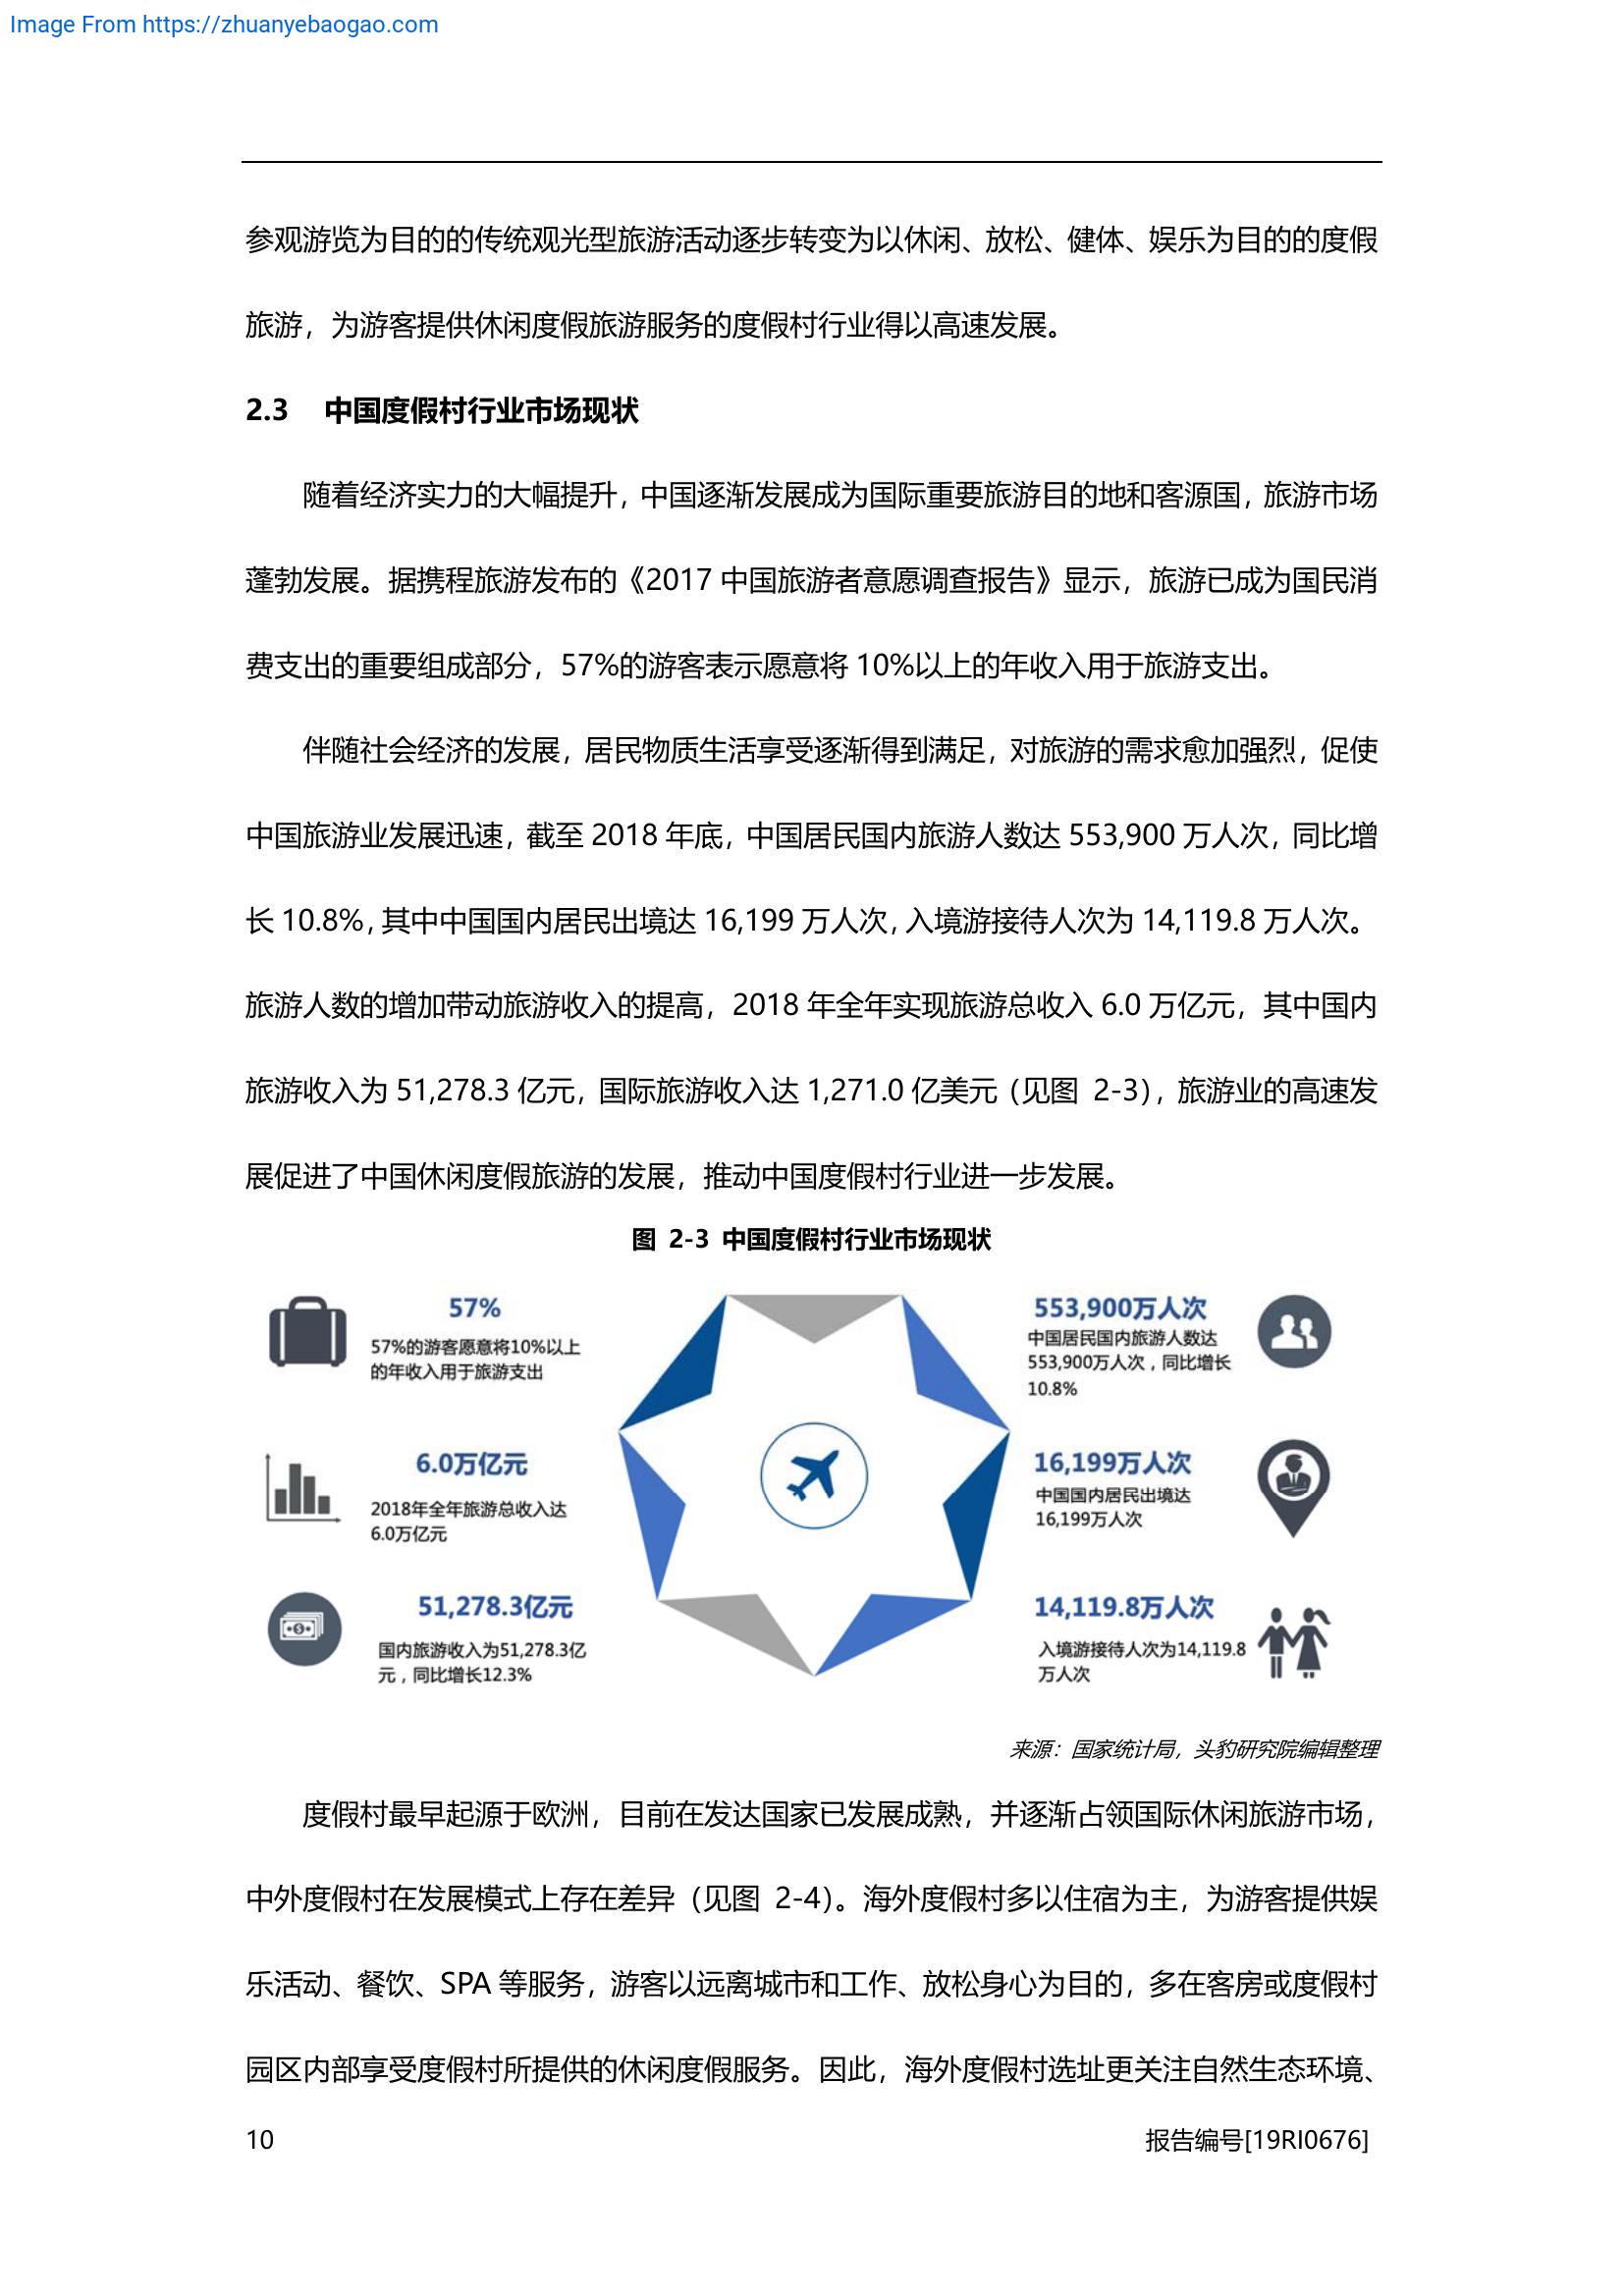 Image From https://zhuanyebaogao.com
参观游览为目的的传统观光型旅游活动逐步转变为以休闲、放松、健体、娱乐为目的的度假
旅游，为游客提供休闲度假旅游服务的度假村行业得以高速发展。
2.3 中国度假村行业市场现状
随着经济实力的大幅提升，中国逐渐发展成为国际重要旅游目的地和客源国，旅游市场
蓬勃发展。据携程旅游发布的《2017 中国旅游者意愿调查报告》显示，旅游已成为国民消
费支出的重要组成部分，57%的游客表示愿意将 10%以上的年收入用于旅游支出。
伴随社会经济的发展，居民物质生活享受逐渐得到满足，对旅游的需求愈加强烈，促使
中国旅游业发展迅速，截至 2018 年底，中国居民国内旅游人数达 553,900 万人次，同比增
长 10.8%，其中中国国内居民出境达 16,199 万人次，入境游接待人次为 14,119.8 万人次。
旅游人数的增加带动旅游收入的提高，2018 年全年实现旅游总收入 6.0 万亿元，其中国内
旅游收入为 51,278.3 亿元，国际旅游收入达 1,271.0 亿美元（见图 2-3），旅游业的高速发
展促进了中国休闲度假旅游的发展，推动中国度假村行业进一步发展。
图 2-3 中国度假村行业市场现状
57%
57%的游客愿意将10%以上
的年收入用于旅游支出
6.0万亿元
2018年全年旅游总收入达
6.0万亿元
51,278.3亿元
国内旅游收入为51,278.3亿
元，同比增长12.3%
553,900万人次
中国居民国内旅游人数达
553,900万人次，同比增长
10.8%
16,199万人次
中国国内居民出境达
16,199万人次
14,119.8万人次
入境游接待人次为14,119.8
万人次
来源：国家统计局，头豹研究院编辑整理
度假村最早起源于欧洲，目前在发达国家已发展成熟，并逐渐占领国际休闲旅游市场，
中外度假村在发展模式上存在差异（见图 2-4）。海外度假村多以住宿为主，为游客提供娱
乐活动、餐饮、SPA 等服务，游客以远离城市和工作、放松身心为目的，多在客房或度假村
园区内部享受度假村所提供的休闲度假服务。因此，海外度假村选址更关注自然生态环境、
10
报告编号[19RI0676]